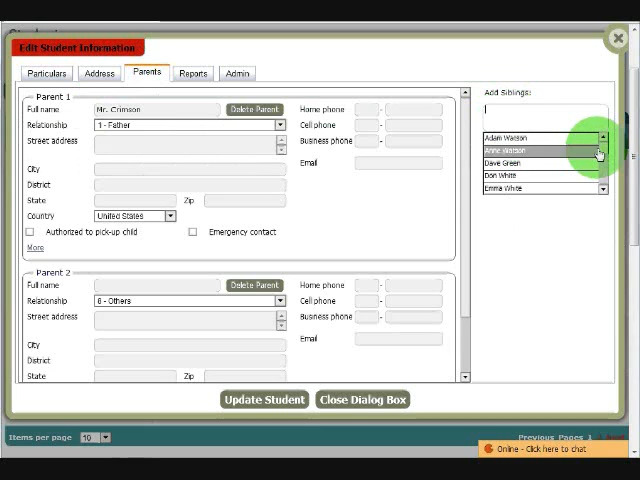 Edit Student Information
Particulars Address Parents Reports Admin
Parent 1
Full name Mr. Crimson Delete Parent
Relationship 1 - Father
Street address
City
District
State Zip
Country United States
Authorized to pick-up child Emergency contact
More
Home phone -
Cell phone -
Business phone -
Email
Parent 2
Full name Delete Parent
Relationship 8 - Others
Street address
City
District
State Zip
Home phone -
Cell phone -
Business phone -
Email
Add Siblings:
Adam Watson
Anne Watson
Dave Green
Don White
Emma White
Update Student Close Dialog Box
Items per page 10
Previous Pages 1
Online - Click here to chat